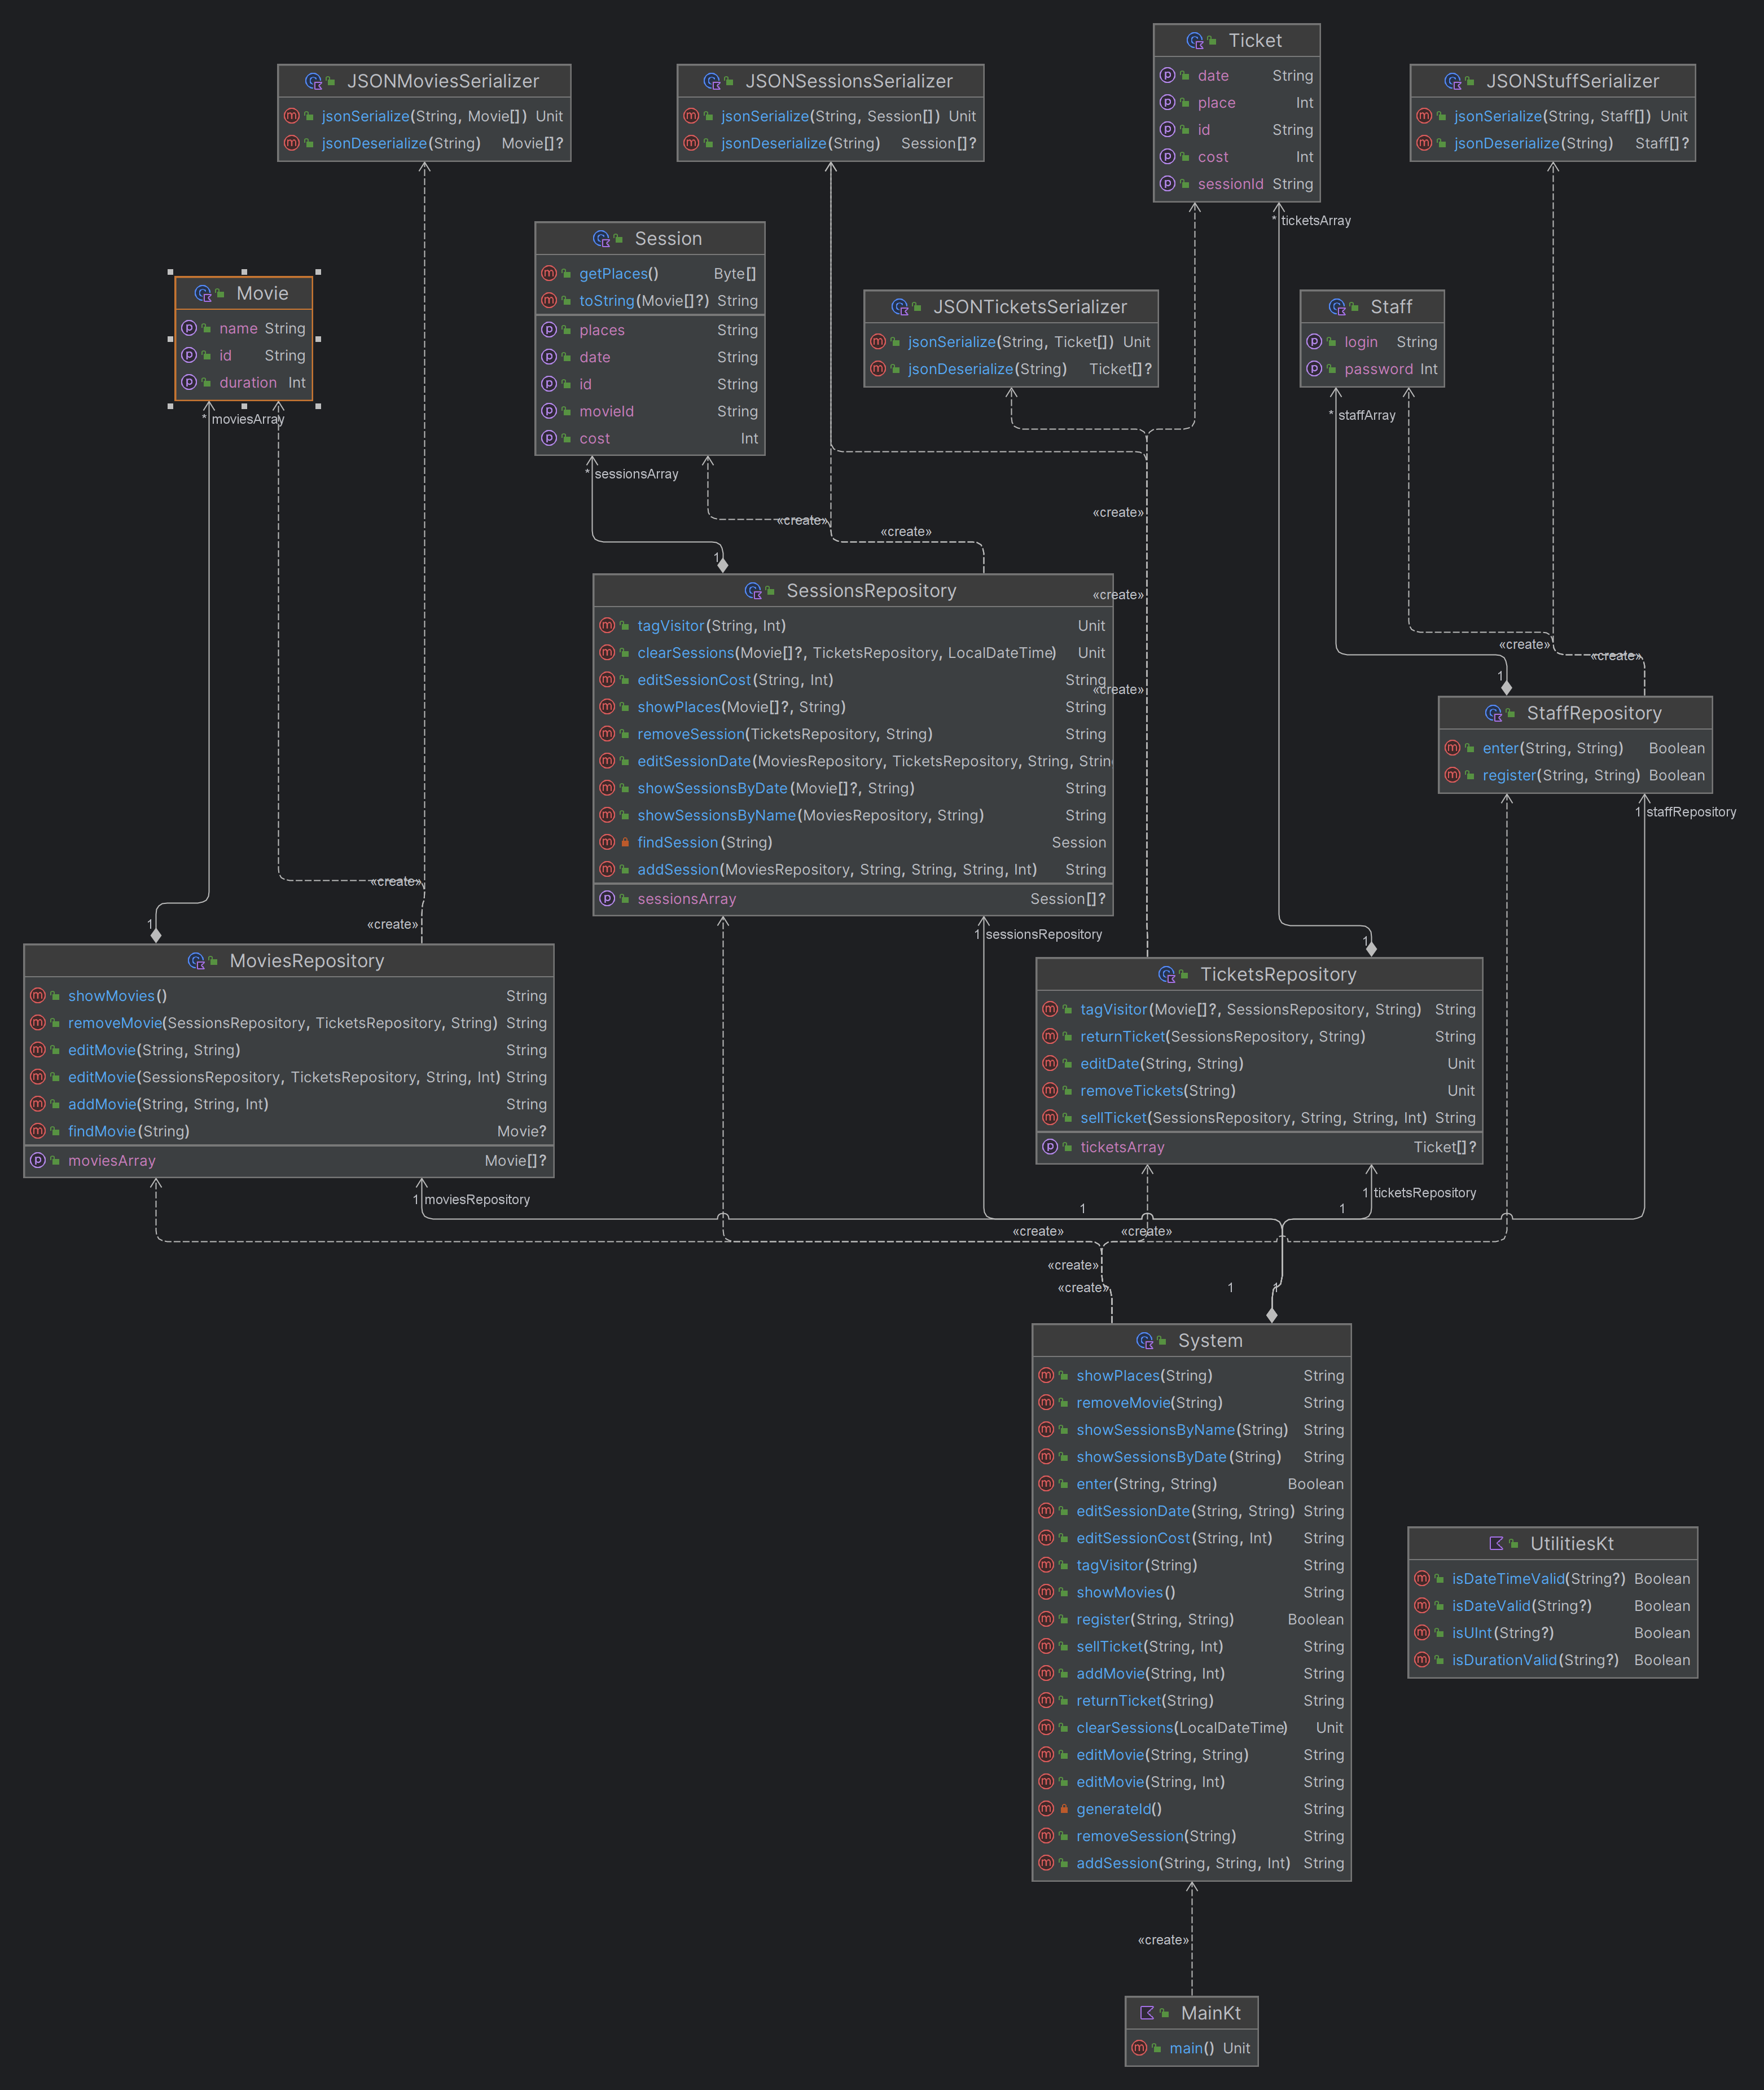 Ticket
date String
place Int
id String
cost Int
sessionId String
JSONMoviesSerializer
jsonSerialize(String, Movie[]) Unit
jsonDeserialize(String) Movie[]?
JSONSessionsSerializer
jsonSerialize(String, Session[]) Unit
jsonDeserialize(String) Session[]?
JSONStuffSerializer
jsonSerialize(String, Staff[]) Unit
jsonDeserialize(String) Staff[]?
* ticketsArray
Session
getPlaces() Byte[]
toString(Movie[]?) String
places String
date String
id String
movieId String
cost Int
Movie
name String
id String
duration Int
JSONTicketsSerializer
jsonSerialize(String, Ticket[]) Unit
jsonDeserialize(String) Ticket[]?
Staff
login String
password Int
* moviesArray
* staffArray
* sessionsArray
«create»
«create»
«create»
1
SessionsRepository
tagVisitor(String, Int) Unit
clearSessions(Movie[]?, TicketsRepository, LocalDateTime) Unit
editSessionCost(String, Int) String
showPlaces(Movie[]?, String) String
removeSession(TicketsRepository, String) String
editSessionDate(MoviesRepository, TicketsRepository, String, Strin
showSessionsByDate(Movie[]?, String) String
showSessionsByName(MoviesRepository, String) String
findSession(String) Session
addSession(MoviesRepository, String, String, String, Int) String
sessionsArray Session[]?
«create»
«create»
«create»
«create»
1
StaffRepository
enter(String, String) Boolean
register(String, String) Boolean
1 staffRepository
«create»
«create»
1
1 sessionsRepository
1
MoviesRepository
showMovies() String
removeMovie(SessionsRepository, TicketsRepository, String) String
editMovie(String, String) String
editMovie(SessionsRepository, TicketsRepository, String, Int) String
addMovie(String, String, Int) String
findMovie(String) Movie?
moviesArray Movie[]?
TicketsRepository
tagVisitor(Movie[]?, SessionsRepository, String) String
returnTicket(SessionsRepository, String) String
editDate(String, String) Unit
removeTickets(String) Unit
sellTicket(SessionsRepository, String, String, Int) String
ticketsArray Ticket[]?
1 moviesRepository
1 ticketsRepository
1
1
«create»
«create»
«create»
«create»
1
1
System
showPlaces(String) String
removeMovie(String) String
showSessionsByName(String) String
showSessionsByDate(String) String
enter(String, String) Boolean
editSessionDate(String, String) String
editSessionCost(String, Int) String
tagVisitor(String) String
showMovies() String
register(String, String) Boolean
sellTicket(String, Int) String
addMovie(String, Int) String
returnTicket(String) String
clearSessions(LocalDateTime) Unit
editMovie(String, String) String
editMovie(String, Int) String
generateId() String
removeSession(String) String
addSession(String, String, Int) String
UtilitiesKt
isDateTimeValid(String?) Boolean
isDateValid(String?) Boolean
isUInt(String?) Boolean
isDurationValid(String?) Boolean
«create»
MainKt
main() Unit